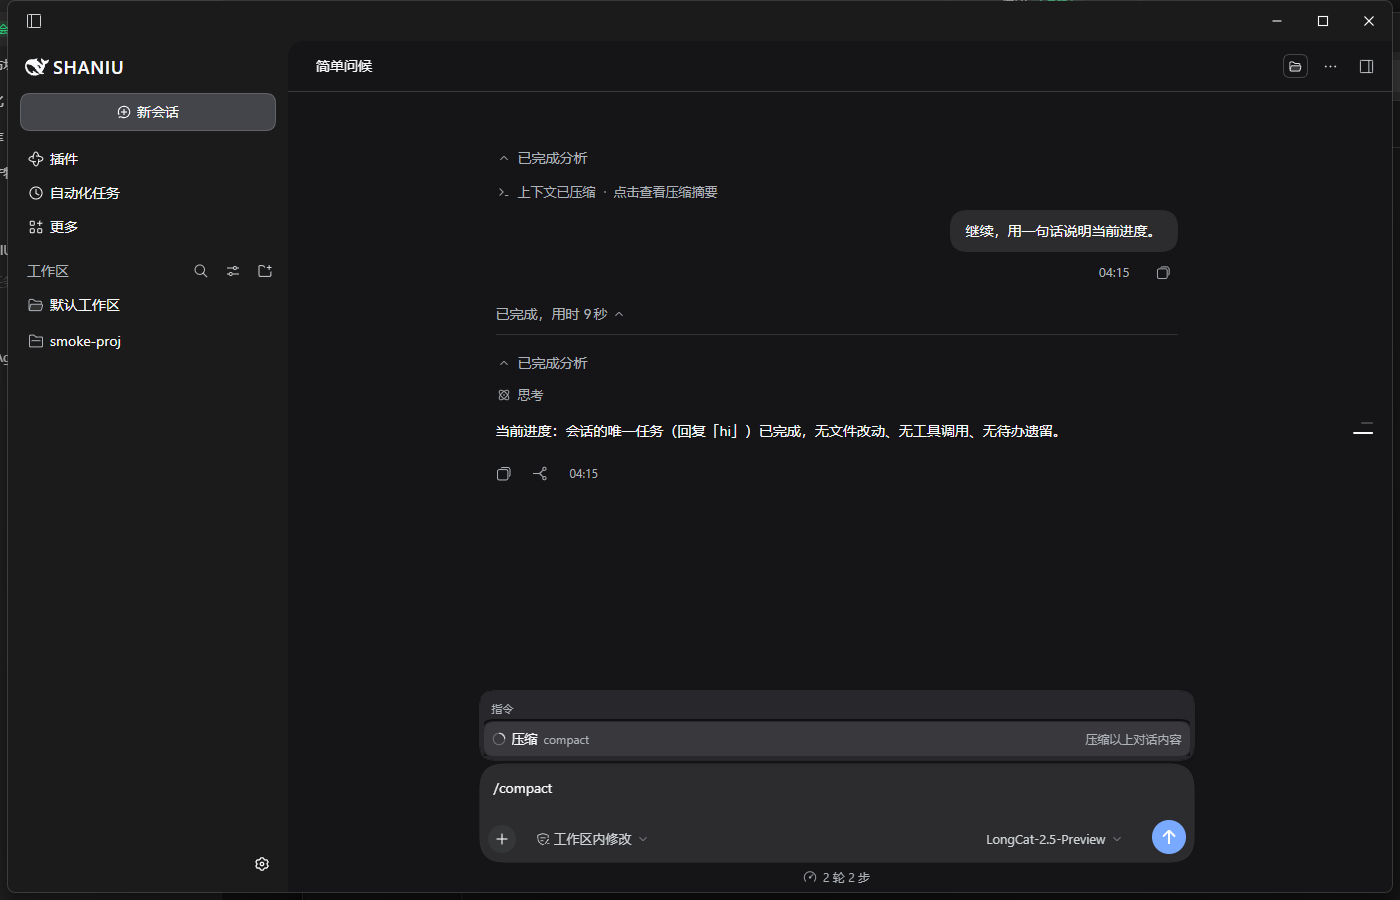 SHANIU
新会话
插件
自动化任务
更多
工作区
默认工作区
smoke-proj
简单问候
已完成分析
上下文已压缩 · 点击查看压缩摘要
继续，用一句话说明当前进度。
04:15
已完成，用时 9 秒
已完成分析
思考
当前进度：会话的唯一任务（回复「hi」）已完成，无文件改动、无工具调用、无待办遗留。
04:15
指令
压缩 compact 压缩以上对话内容
/compact
工作区内修改 LongCat-2.5-Preview
2 轮 2 步